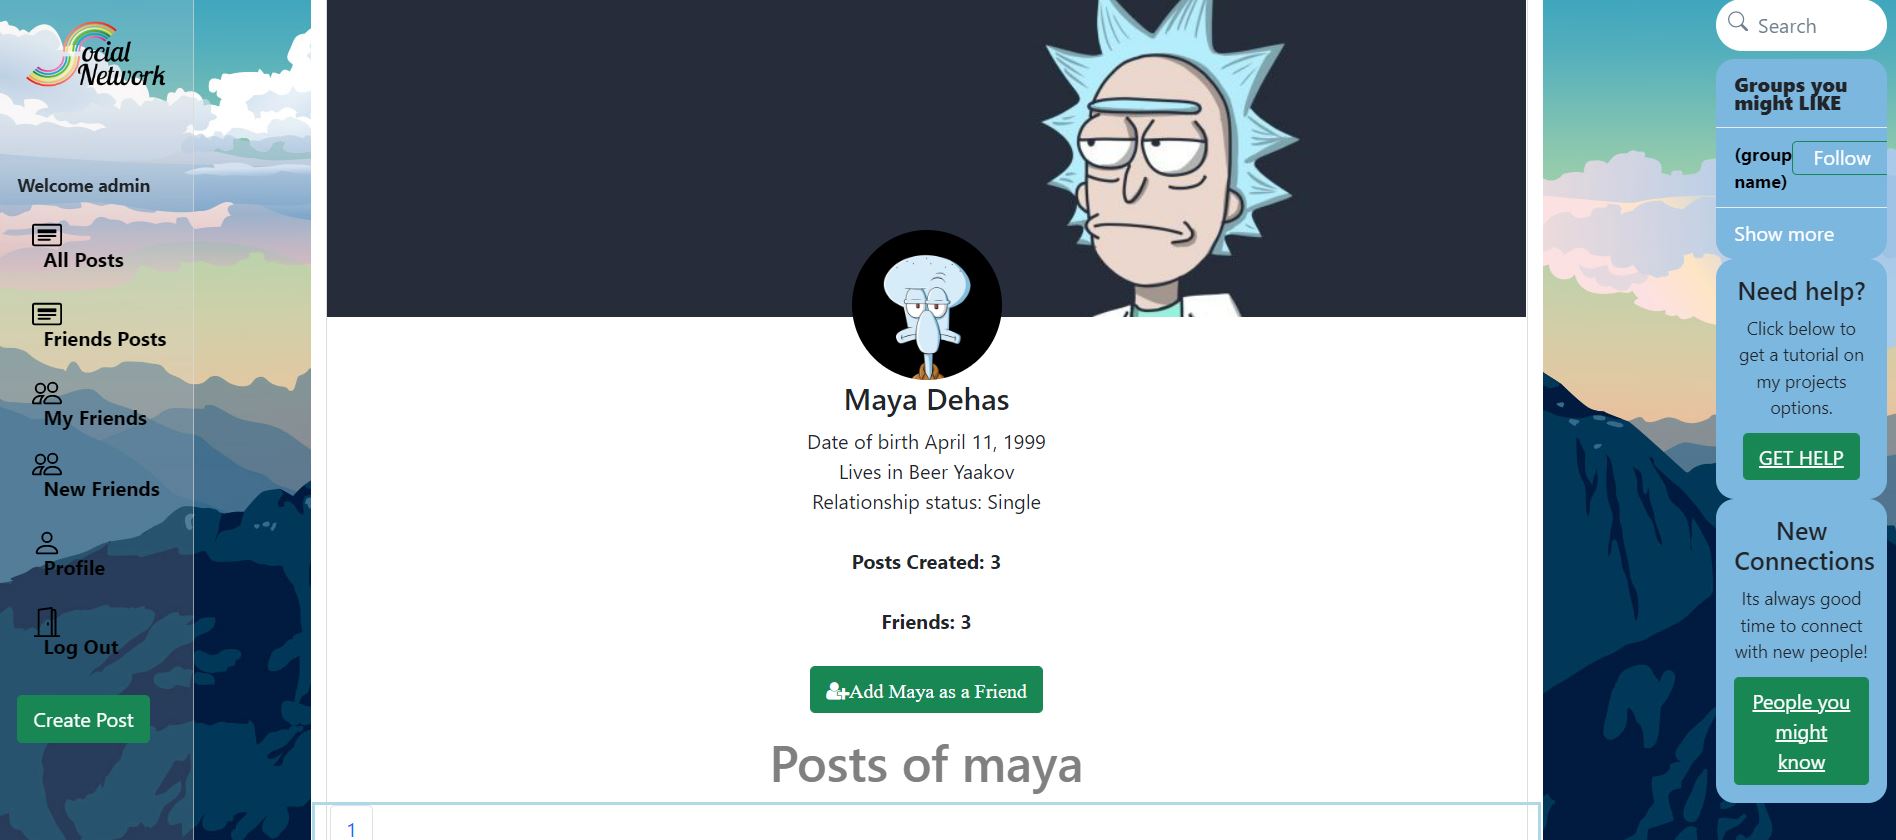 Social
Network
Welcome admin
All Posts
Friends Posts
My Friends
New Friends
Profile
Log Out
Create Post
Maya Dehas
Date of birth April 11, 1999
Lives in Beer Yaakov
Relationship status: Single
Posts Created: 3
Friends: 3
Add Maya as a Friend
Posts of maya
1
Search
Groups you
might LIKE
(group
name)
Follow
Show more
Need help?
Click below to
get a tutorial on
my projects
options.
GET HELP
New
Connections
Its always good
time to connect
with new people!
People you
might
know